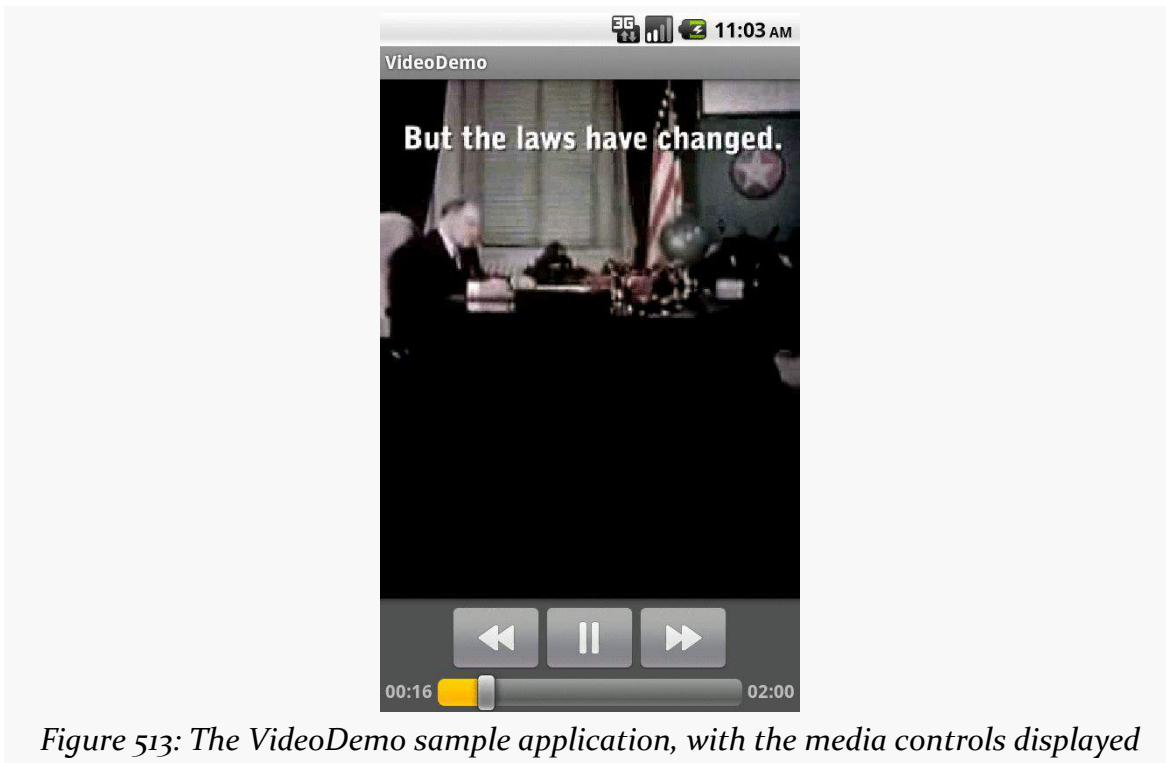 3G
11:03 AM
VideoDemo
But the laws have changed.
00:16
02:00
Figure 513: The VideoDemo sample application, with the media controls displayed